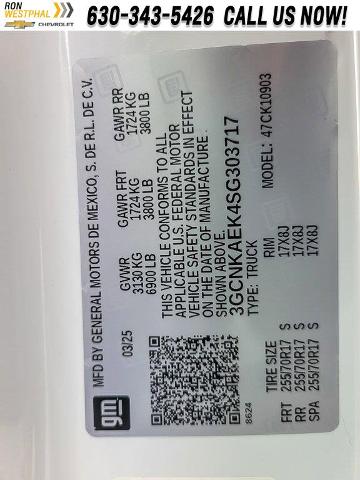 RON
WESTPHAL
CHEVROLET
630-343-5426 CALL US NOW!
MFD BY GENERAL MOTORS DE MEXICO, S. DE R.L. DE C.V.
03/25
GVWR GAWR FRT GAWR RR
3130 KG 1724 KG 1724 KG
6900 LB 3800 LB 3800 LB
THIS VEHICLE CONFORMS TO ALL
APPLICABLE U.S. FEDERAL MOTOR
VEHICLE SAFETY STANDARDS IN EFFECT
ON THE DATE OF MANUFACTURE
SHOWN ABOVE.
3GCNKAEK4SG303717
TYPE: TRUCK MODEL: 47CK10903
gm
8624
TIRE SIZE RIM
FRT 255/70R17 S 17X8J
RR 255/70R17 S 17X8J
SPA 255/70R17 S 17X8J